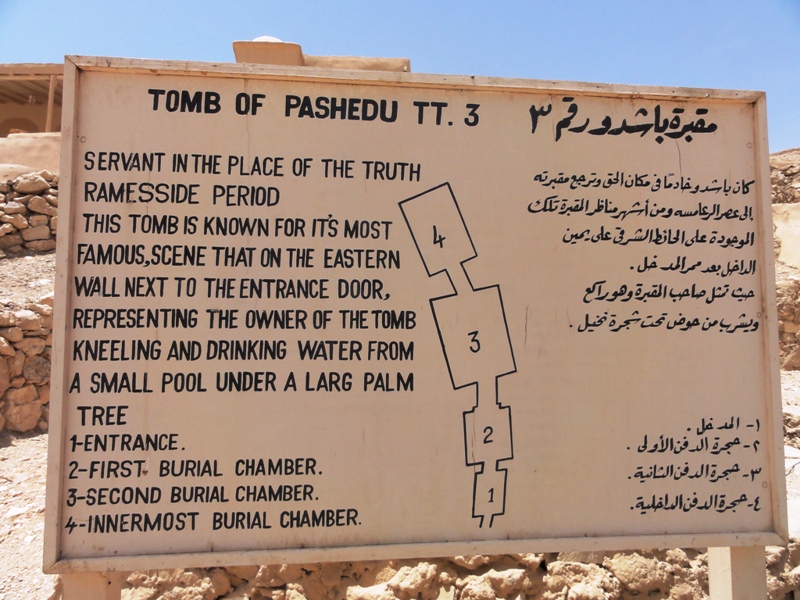 TOMB OF PASHEDU TT. 3
SERVANT IN THE PLACE OF THE TRUTH
RAMESSIDE PERIOD
THIS TOMB IS KNOWN FOR IT'S MOST
FAMOUS,SCENE THAT ON THE EASTERN
WALL NEXT TO THE ENTRANCE DOOR,
REPRESENTING THE OWNER OF THE TOMB
KNEELING AND DRINKING WATER FROM
A SMALL POOL UNDER A LARG PALM
TREE
1-ENTRANCE.
2-FIRST BURIAL CHAMBER.
3-SECOND BURIAL CHAMBER.
4-INNERMOST BURIAL CHAMBER.
4
3
2
1
مقبرة باشدو رقم ٣
كان باشدو خادما فى مكان الحق وترجع مقبرته
الى عصر الرعامسه ومن أشهر مناظر المقبرة تلك
الموجودة على الحائط الشرقى على يمين
الداخل بعد ممر المدخل .
حيث تمثل صاحب المقبرة وهو راكع
ويشرب من حوض تحت شجرة نخيل .
١- المدخل .
٢- حجرة الدفن الأولى .
٣- حجرة الدفن الثانية .
٤- حجرة الدفن الداخلية .